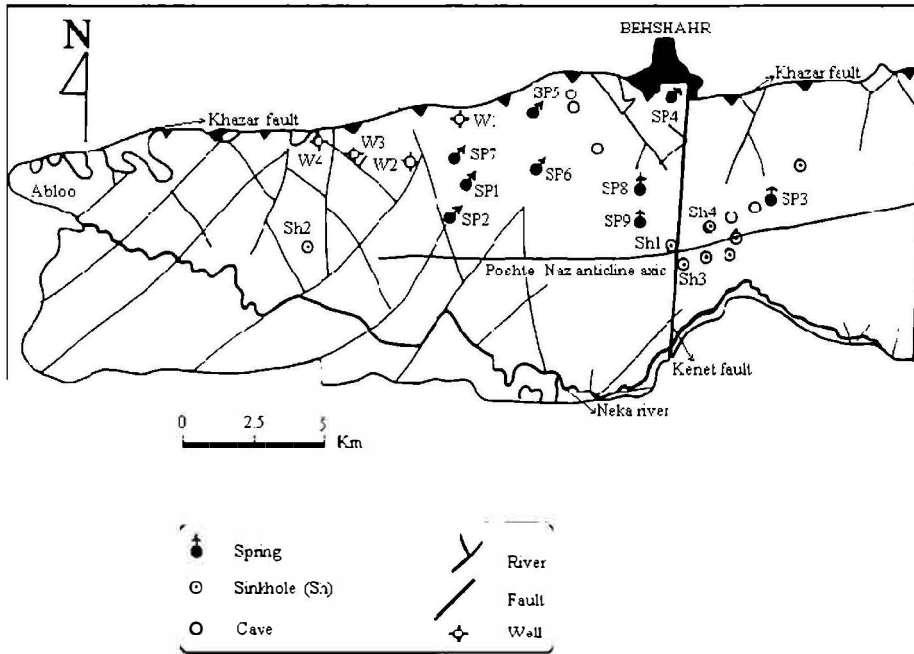 BEHSHAHR
N
Khazar fault
Khazar fault
SP5
SP4
W1
W3
W4
W2
SP7
SP6
SP1
SP8
SP3
Abloo
SP2
SP9
Sh4
Sh2
Sh1
Pochte Naz anticline axic
Sh3
Kenet fault
Neka river
0 2.5 5
Km
Spring
River
Sinkhole (Sh)
Fault
Cave
Well